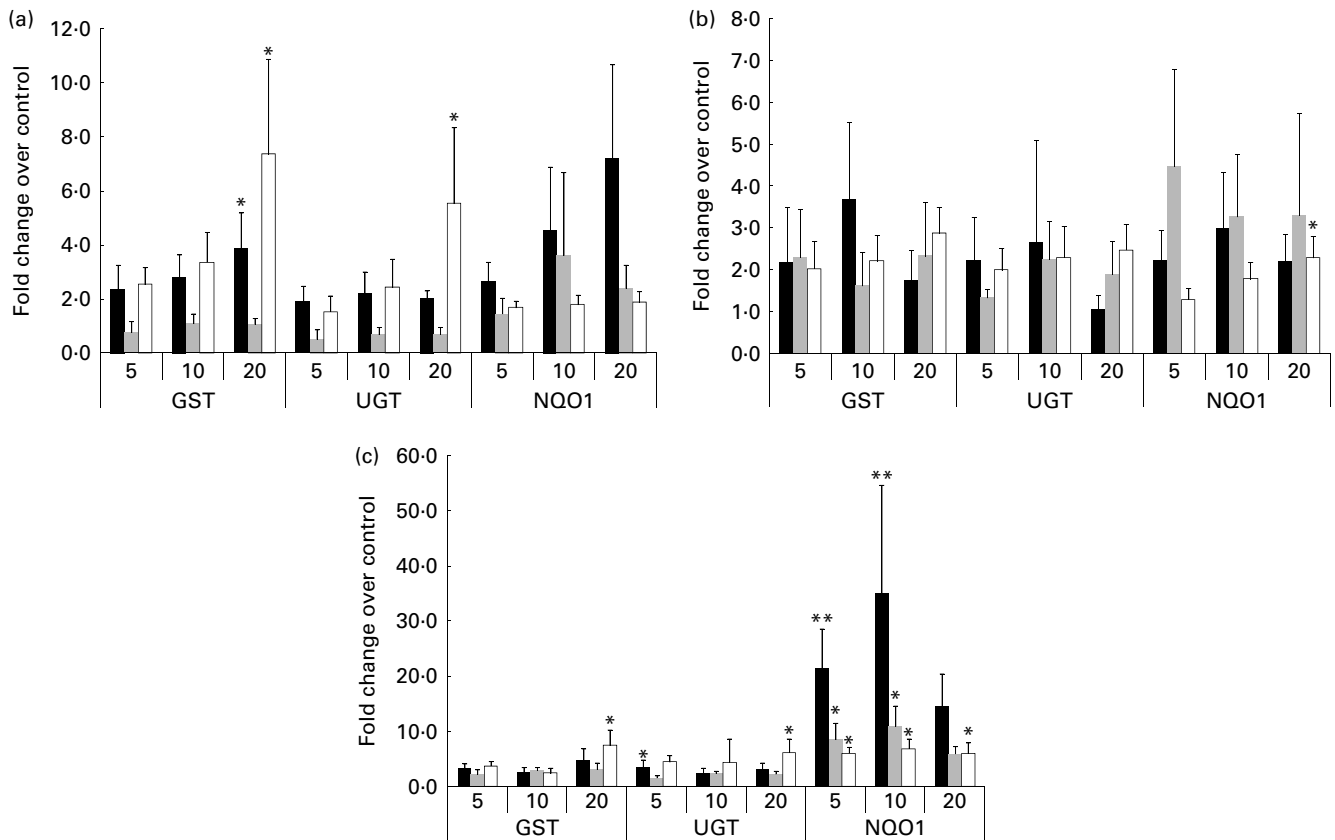 (a)
Fold change over control
12·0
10·0
8·0
6·0
4·0
2·0
0·0
* * *
5 10 20 5 10 20 5 10 20
GST UGT NQO1
(b)
Fold change over control
8·0
7·0
6·0
5·0
4·0
3·0
2·0
1·0
0·0
*
5 10 20 5 10 20 5 10 20
GST UGT NQO1
(c)
Fold change over control
60·0
50·0
40·0
30·0
20·0
10·0
0·0
* * * ** * * ** * * *
5 10 20 5 10 20 5 10 20
GST UGT NQO1